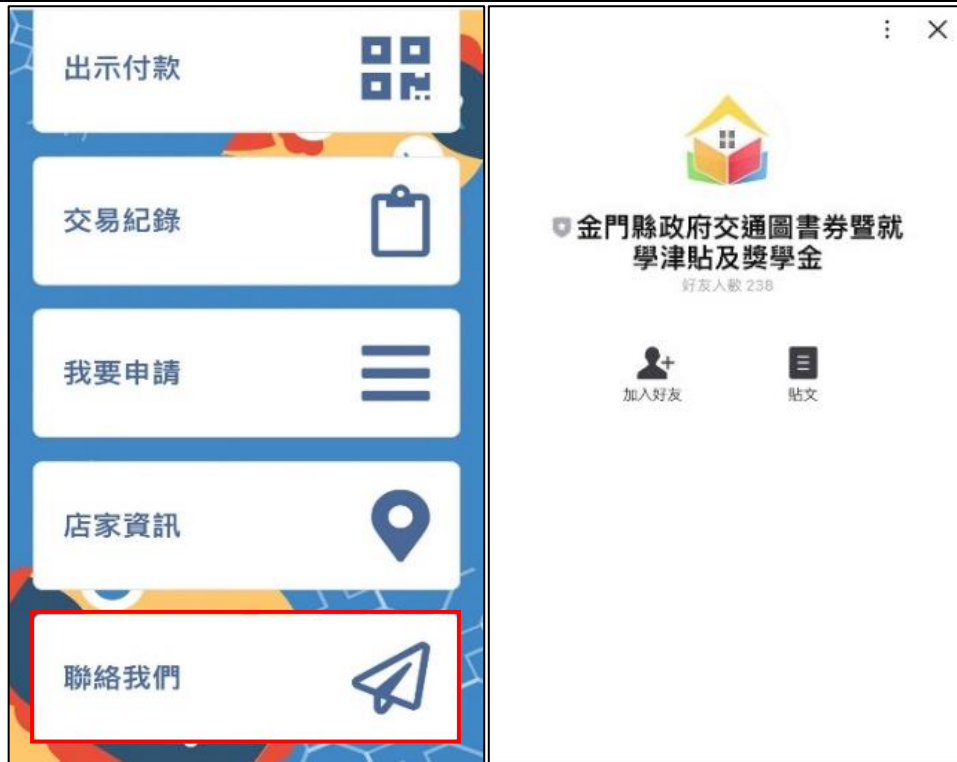 出示付款
交易紀錄
我要申請
店家資訊
聯絡我們
金門縣政府交通圖書券暨就
學津貼及獎學金
好友人數 238
加入好友
貼文